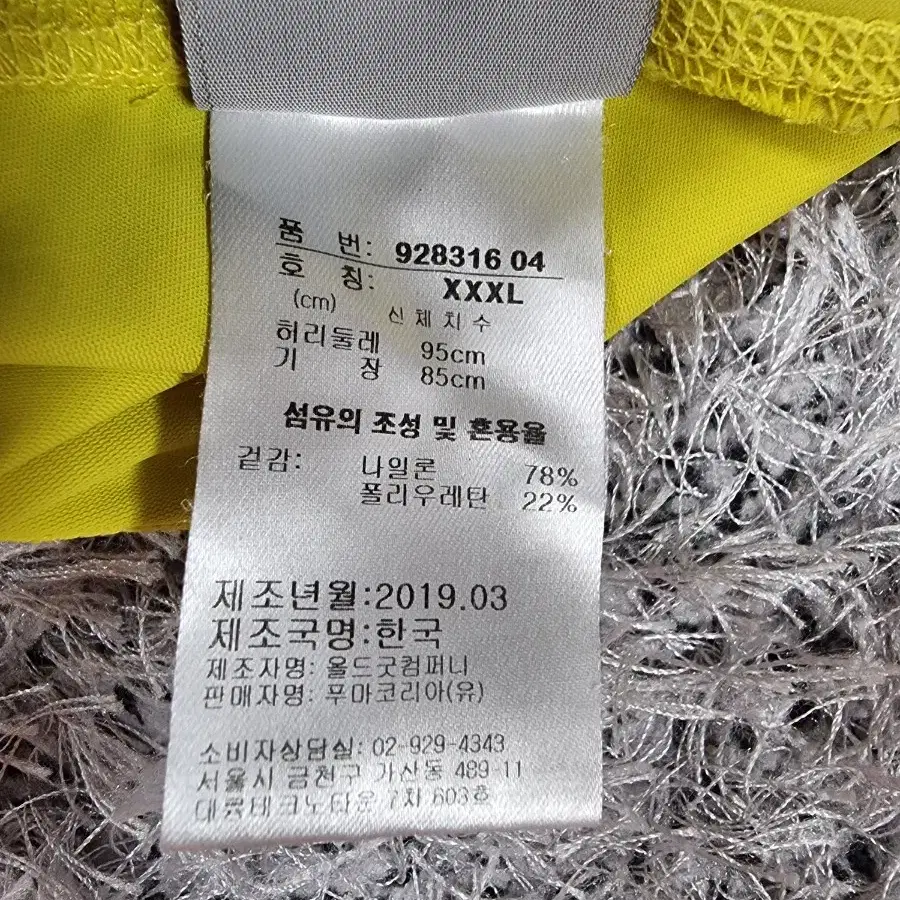 품 번: 928316 04
호 칭: XXXL
(cm) 신체치수
허리둘레 95cm
기 장 85cm
섬유의 조성 및 혼용율
겉감: 나일론 78%
폴리우레탄 22%
제조년월:2019.03
제조국명:한국
제조자명: 올드굿컴퍼니
판매자명: 푸마코리아(유)
소비자상담실: 02-929-4343
서울시 금천구 가산동 489-11
대륙테크노타운 7차 603호